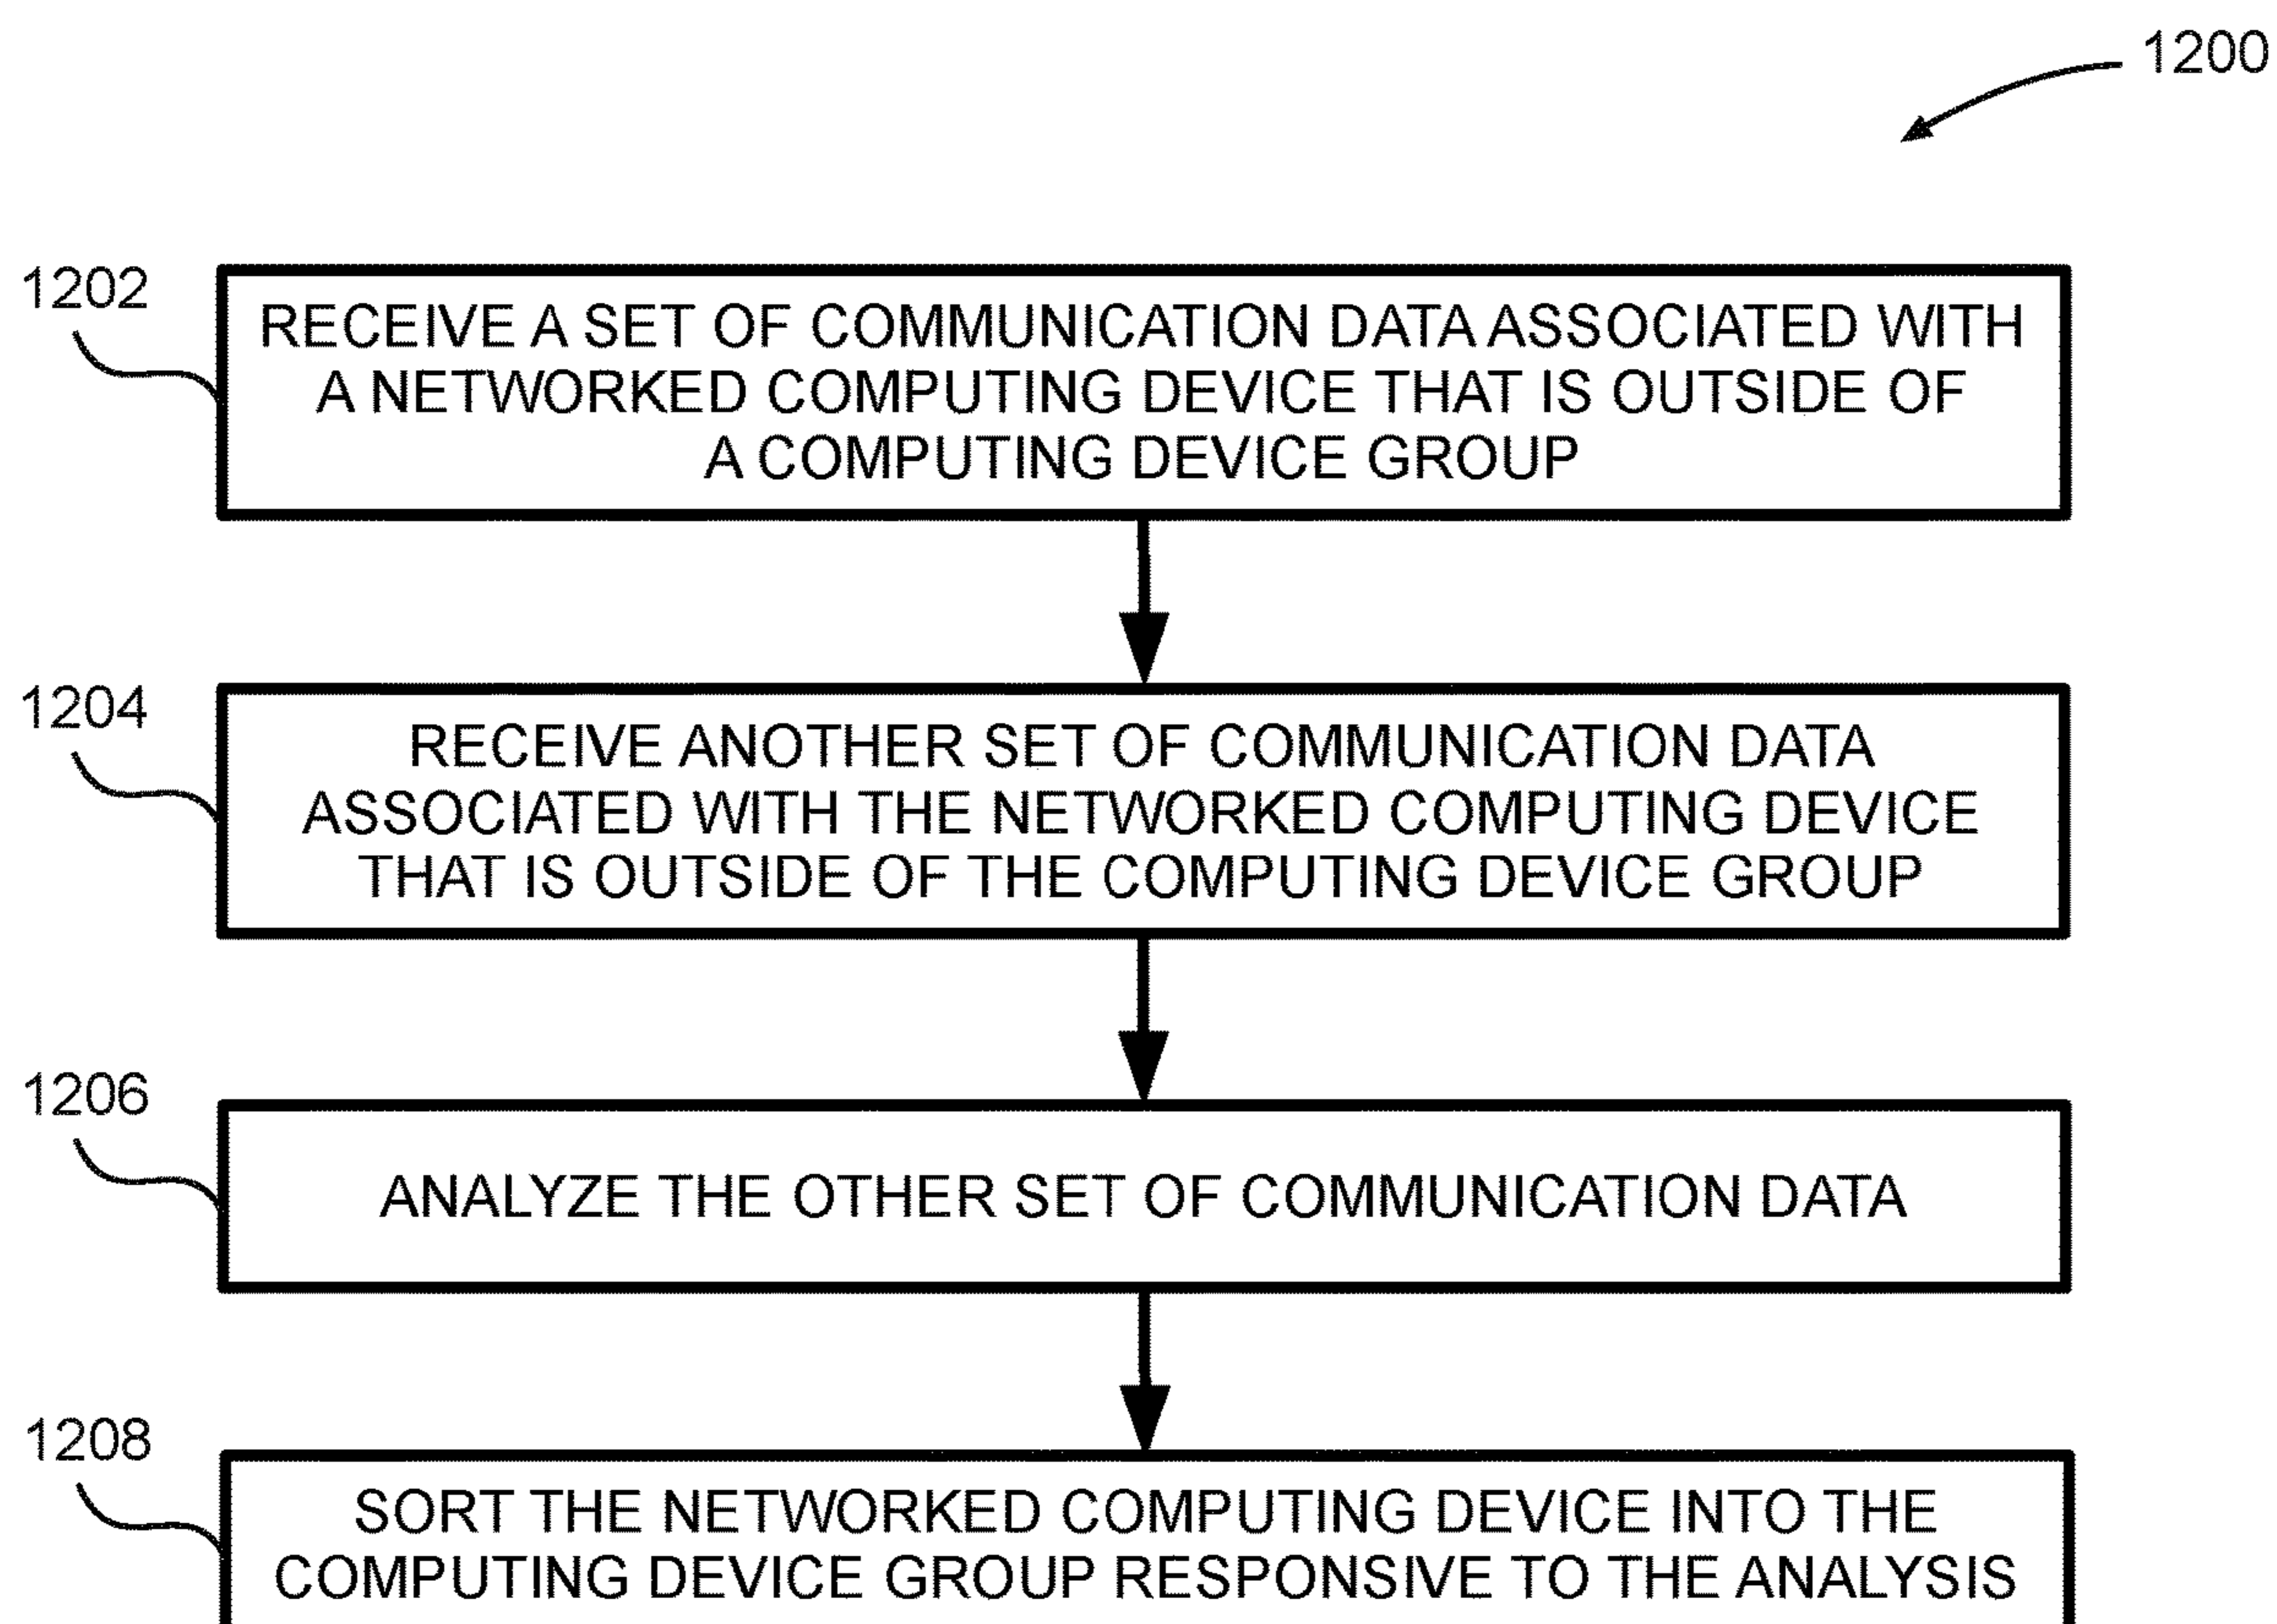 1200
1202
RECEIVE A SET OF COMMUNICATION DATA ASSOCIATED WITH
A NETWORKED COMPUTING DEVICE THAT IS OUTSIDE OF
A COMPUTING DEVICE GROUP
1204
RECEIVE ANOTHER SET OF COMMUNICATION DATA
ASSOCIATED WITH THE NETWORKED COMPUTING DEVICE
THAT IS OUTSIDE OF THE COMPUTING DEVICE GROUP
1206
ANALYZE THE OTHER SET OF COMMUNICATION DATA
1208
SORT THE NETWORKED COMPUTING DEVICE INTO THE
COMPUTING DEVICE GROUP RESPONSIVE TO THE ANALYSIS